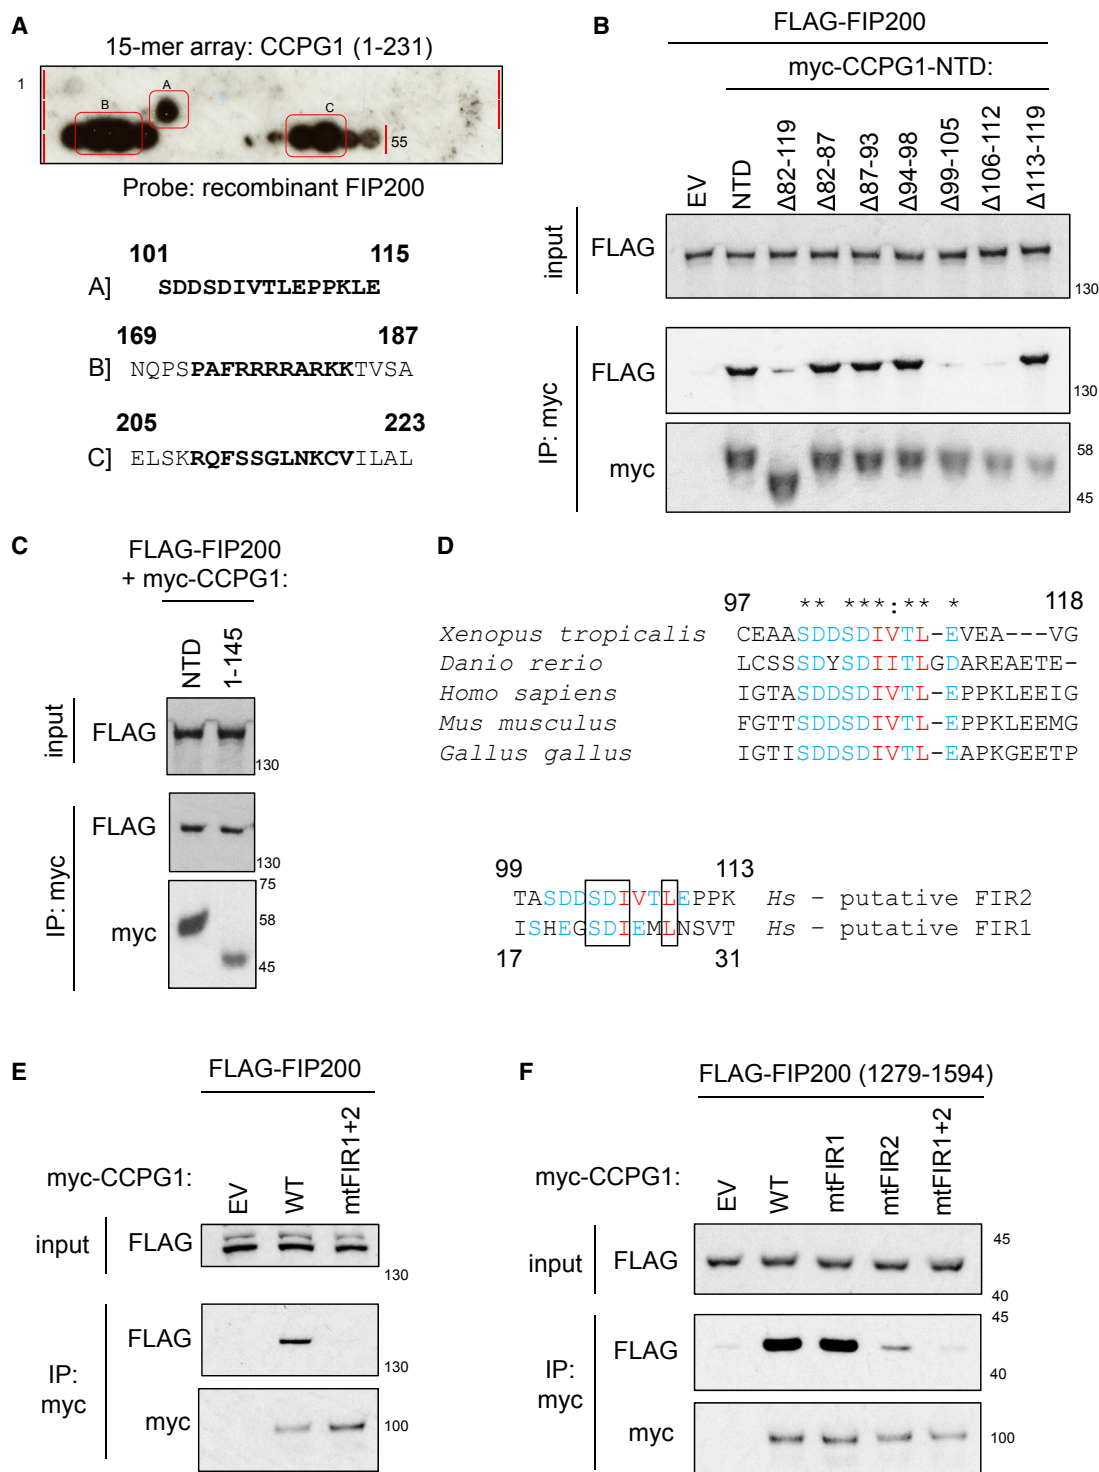 A
15-mer array: CCPG1 (1-231)
1
A
B
C
55
Probe: recombinant FIP200
101 115
A] SDDSDIVTLEPPKLE
169 187
B] NQPSPAFRRRRARKKTVSA
205 223
C] ELSKRQFSSGLNKCVILAL
B
FLAG-FIP200
myc-CCPG1-NTD:
EV
NTD
Δ82-119
Δ82-87
Δ87-93
Δ94-98
Δ99-105
Δ106-112
Δ113-119
input
FLAG
130
IP: myc
FLAG
130
myc
58
45
C
FLAG-FIP200
+ myc-CCPG1:
NTD
1-145
input
FLAG
130
IP: myc
FLAG
130
75
myc
58
45
D
97 ** ***:** * 118
Xenopus tropicalis CEAASDDSDIVTL-EVEA---VG
Danio rerio LCSSSDYSDIITLGDAREAETE-
Homo sapiens IGTASDDSDIVTL-EPPKLEEIG
Mus musculus FGTTSDDSDIVTL-EPPKLEEMG
Gallus gallus IGTISDDSDIVTL-EAPKGEETP
99 113
TASDDSDIVTLEPPK Hs – putative FIR2
ISHEGSDIEMLNSVT Hs – putative FIR1
17 31
E
FLAG-FIP200
myc-CCPG1:
EV
WT
mtFIR1+2
input
FLAG
130
IP:
myc
FLAG
130
myc
100
F
FLAG-FIP200 (1279-1594)
myc-CCPG1:
EV
WT
mtFIR1
mtFIR2
mtFIR1+2
input
FLAG
45
40
IP:
myc
FLAG
45
40
myc
100